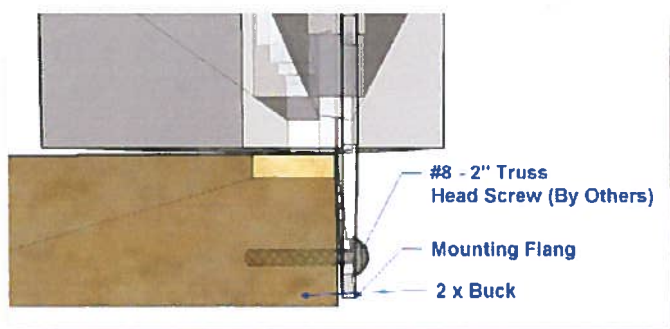 #8 - 2" Truss
Head Screw (By Others)
Mounting Flang
2 x Buck